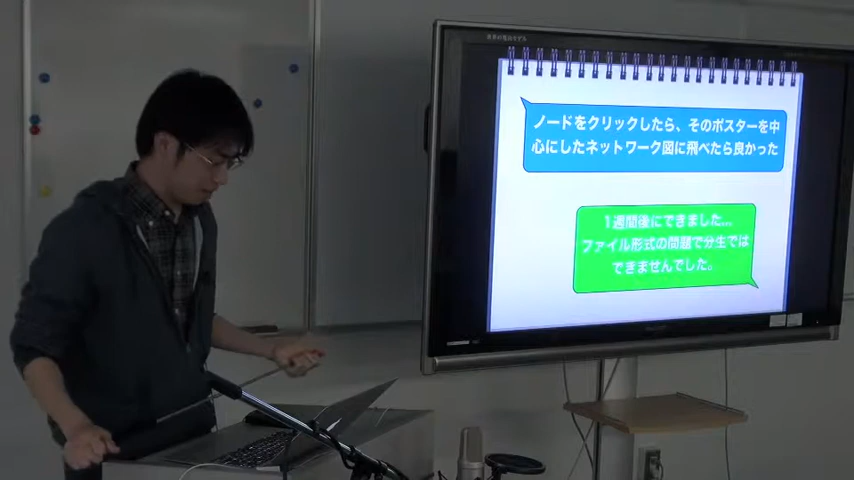 ノードをクリックしたら、そのポスターを中
心にしたネットワーク図に飛べたら良かった
1週間後にできました…
ファイル形式の問題で分生では
できませんでした。